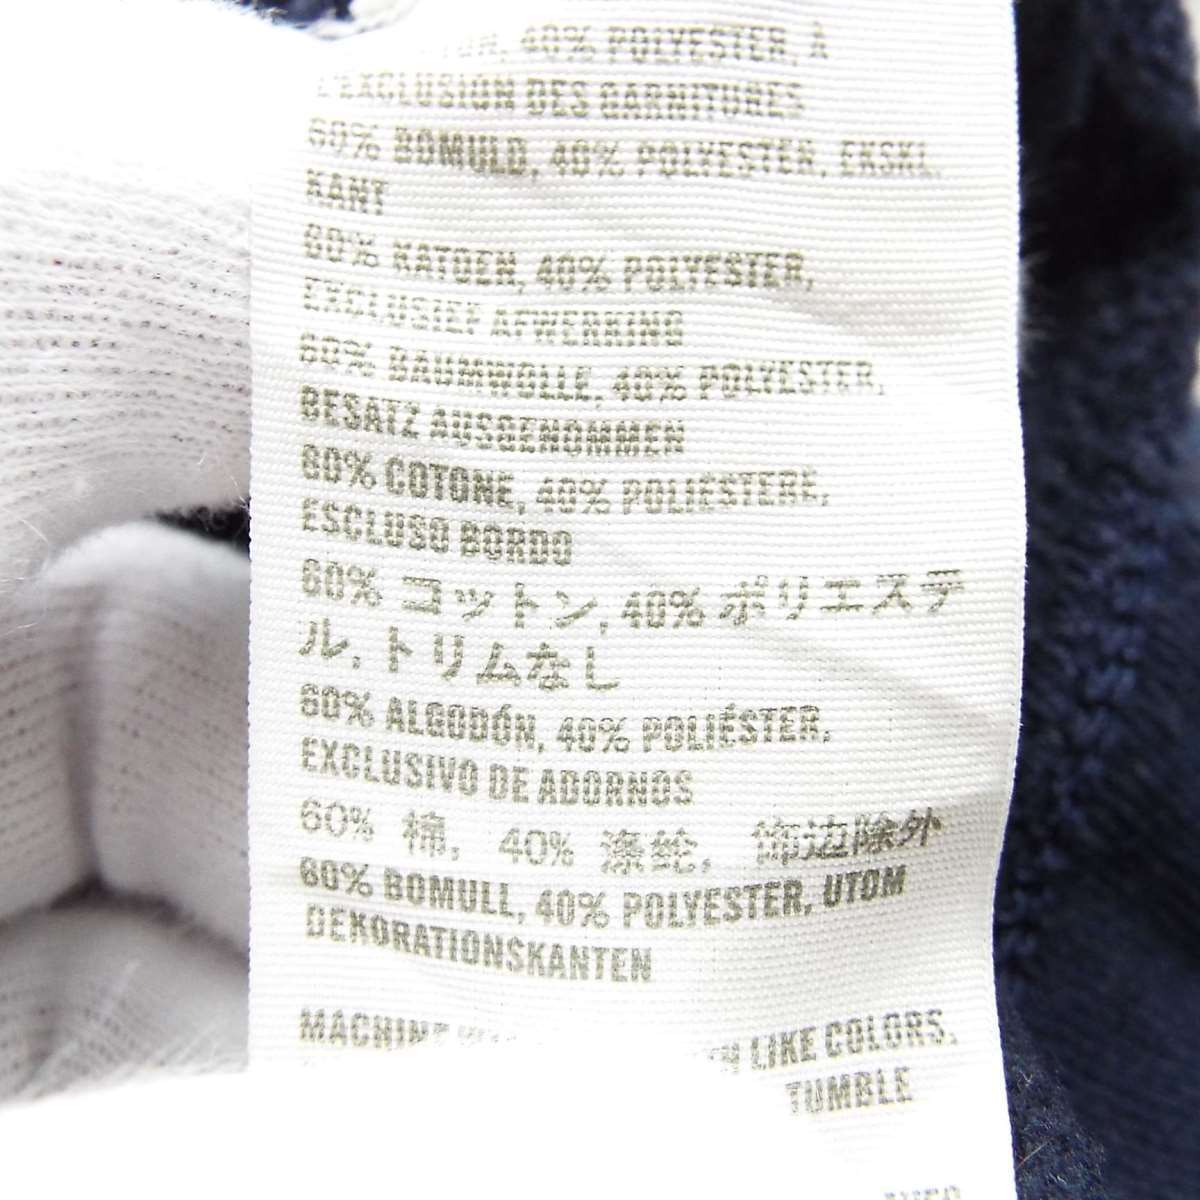 40% POLYESTER, À
L'EXCLUSION DES GARNITURES
60% BOMULD, 40% POLYESTER, EKSKL.
KANT
60% KATOEN, 40% POLYESTER,
EXCLUSIEF AFWERKING
60% BAUMWOLLE, 40% POLYESTER,
BESATZ AUSGENOMMEN
60% COTONE, 40% POLIESTERE,
ESCLUSO BORDO
60% コットン, 40% ポリエステ
ル, トリムなし
60% ALGODÓN, 40% POLIÉSTER,
EXCLUSIVO DE ADORNOS
60% 棉, 40% 涤纶, 饰边除外
60% BOMULL, 40% POLYESTER, UTOM
DEKORATIONSKANTEN
MACHINE LIKE COLORS,
TUMBLE